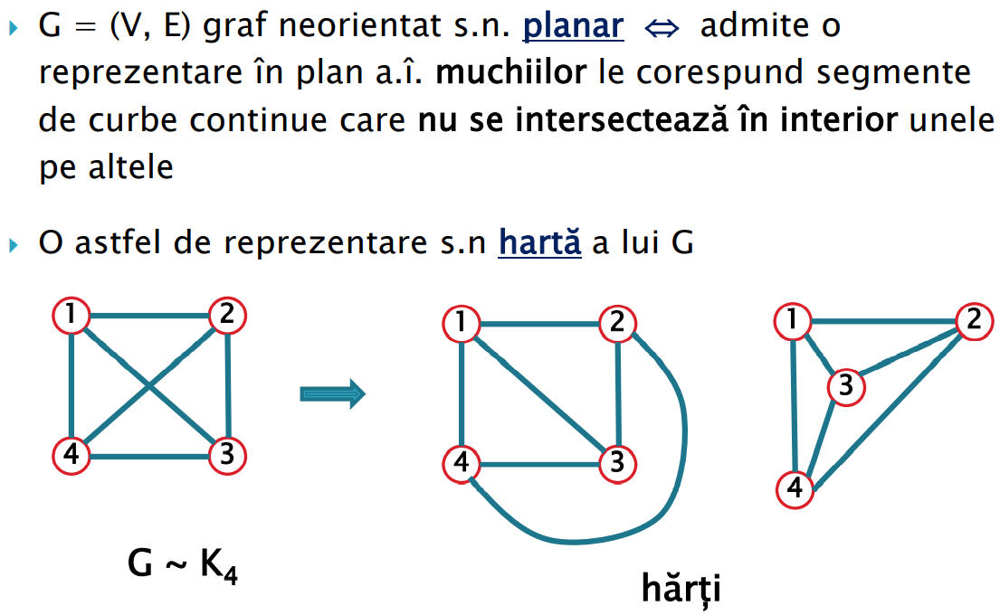 G = (V, E) graf neorientat s.n. planar ⇔ admite o
reprezentare în plan a.î. muchiilor le corespund segmente
de curbe continue care nu se intersectează în interior unele
pe altele
O astfel de reprezentare s.n hartă a lui G
1 2
4 3
G ~ K₄
1 2
4 3
1 2
3
4
hărți